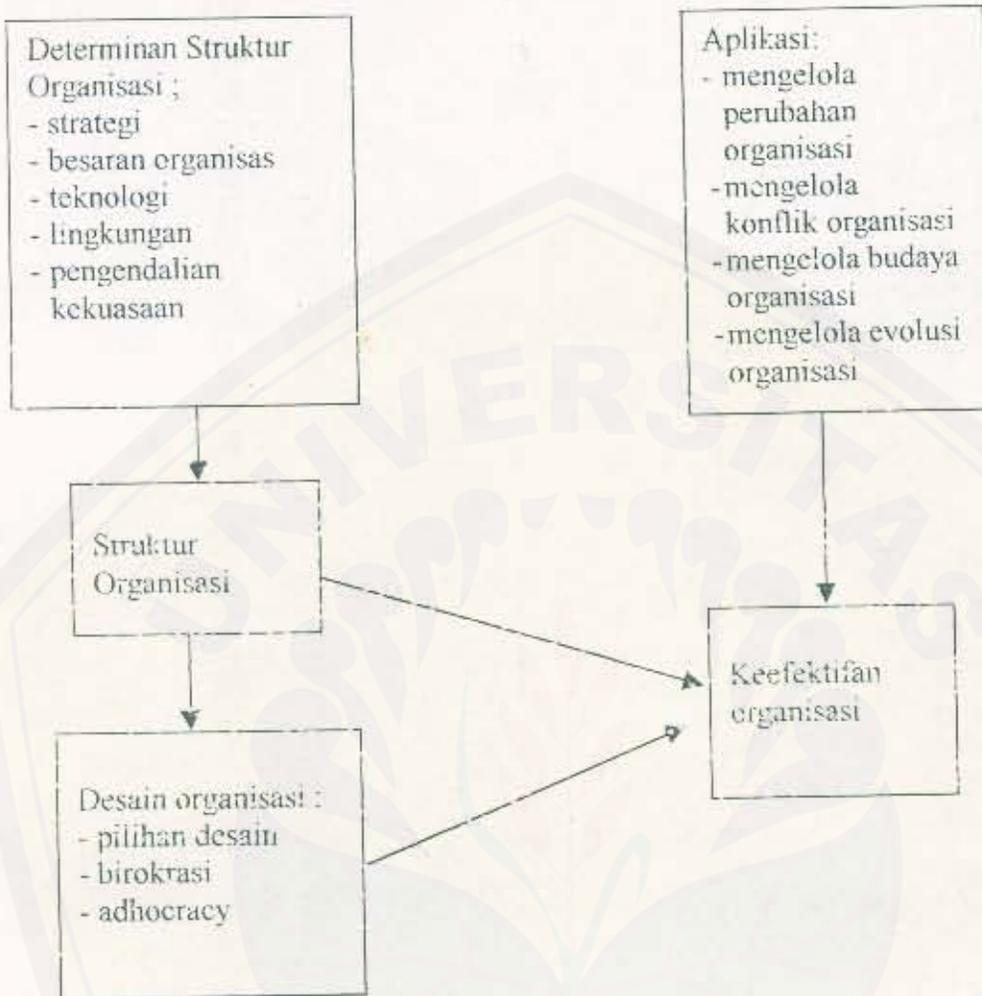 Determinan Struktur
Organisasi ;
- strategi
- besaran organisas
- teknologi
- lingkungan
- pengendalian
kekuasaan
Aplikasi:
- mengelola
perubahan
organisasi
-mengelola
konflik organisasi
-mengelola budaya
organisasi
-mengelola evolusi
organisasi
Struktur
Organisasi
Keefektifan
organisasi
Desain organisasi :
- pilihan desain
- birokrasi
- adhocracy
UNIVERSITAS